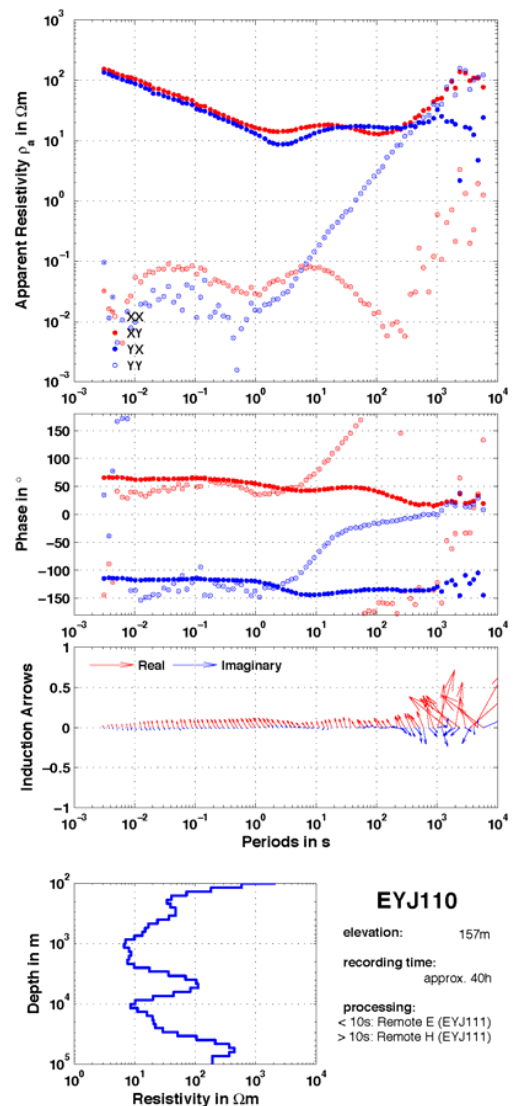 10³
10²
10¹
10⁰
10⁻¹
10⁻²
10⁻³
Apparent Resistivity ρₐ in Ωm
XX
XY
YX
YY
10⁻³ 10⁻² 10⁻¹ 10⁰ 10¹ 10² 10³ 10⁴
150
100
50
0
−50
−100
−150
Phase in °
10⁻³ 10⁻² 10⁻¹ 10⁰ 10¹ 10² 10³ 10⁴
1
0.5
0
−0.5
−1
Induction Arrows
Real Imaginary
10⁻³ 10⁻² 10⁻¹ 10⁰ 10¹ 10² 10³ 10⁴
Periods in s
10²
10³
10⁴
10⁵
Depth in m
10⁰ 10¹ 10² 10³ 10⁴
Resistivity in Ωm
EYJ110
elevation: 157m
recording time:
approx. 40h
processing:
< 10s: Remote E (EYJ111)
> 10s: Remote H (EYJ111)